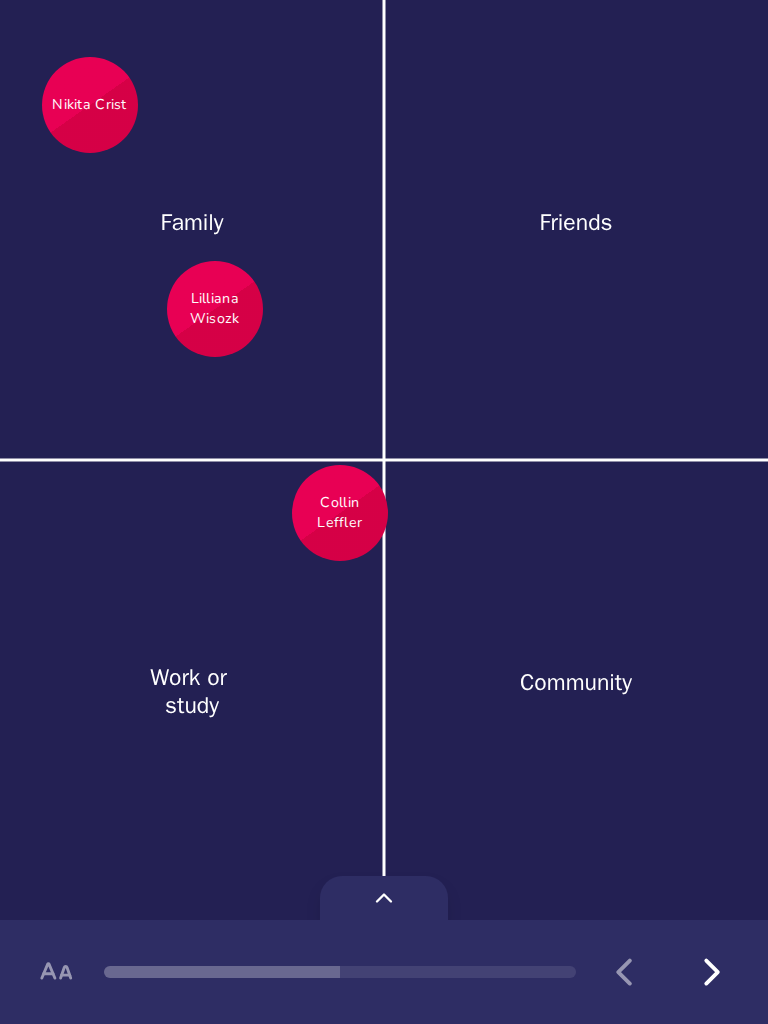 Nikita Crist
Family
Friends
Lilliana
Wisozk
Collin
Leffler
Work or
study
Community
AA